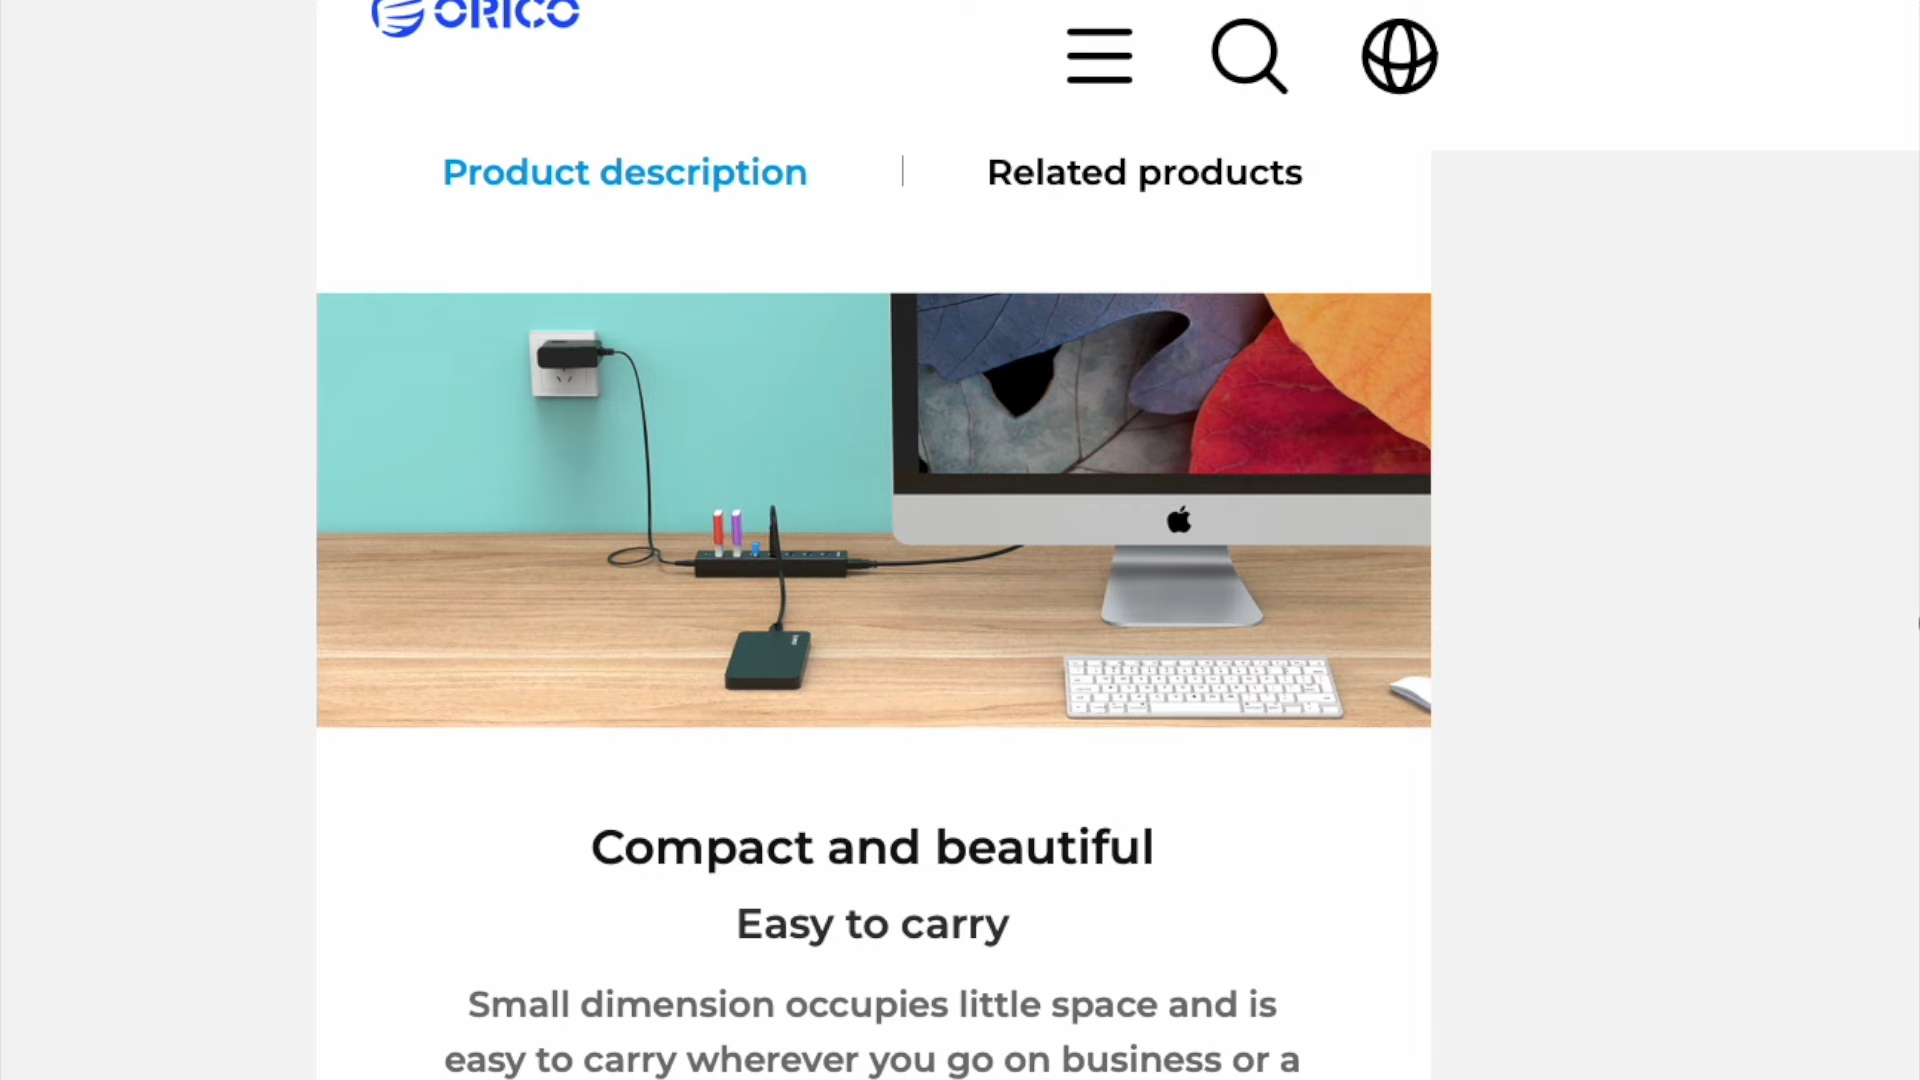 ORICO
Product description
Related products
Compact and beautiful
Easy to carry
Small dimension occupies little space and is
easy to carry wherever you go on business or a